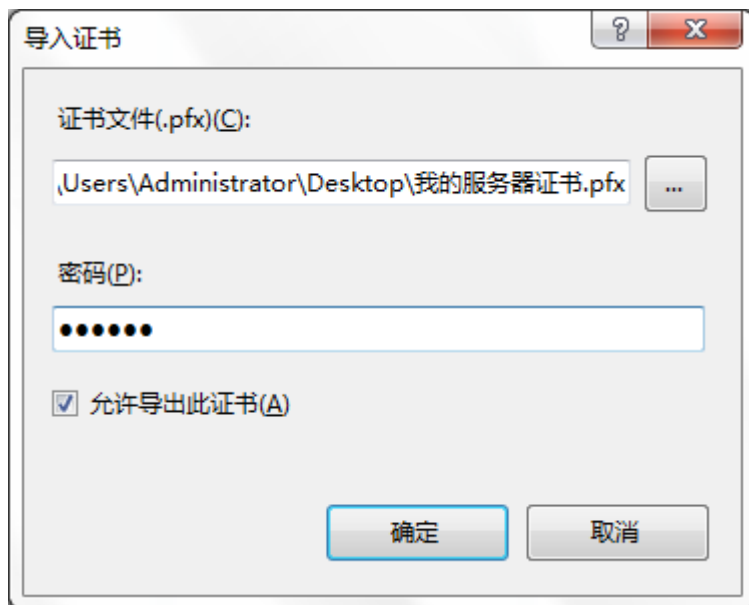 导入证书
证书文件(.pfx)(C):
\Users\Administrator\Desktop\我的服务器证书.pfx
...
密码(P):
●●●●●●
允许导出此证书(A)
确定
取消